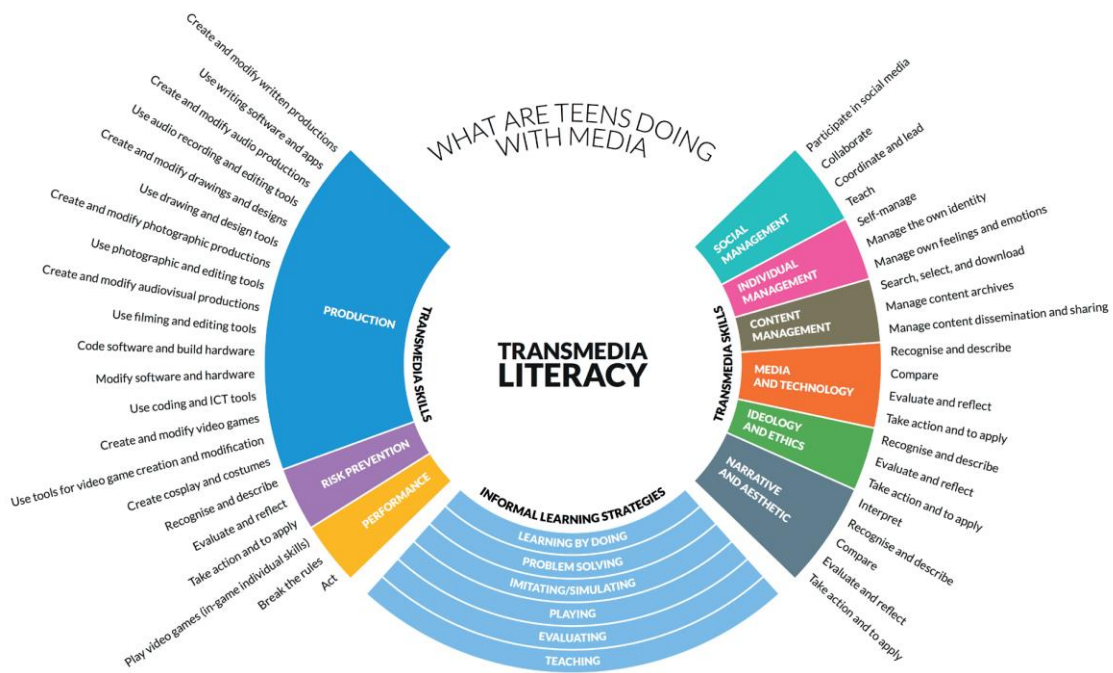 WHAT ARE TEENS DOING
WITH MEDIA
TRANSMEDIA
LITERACY
TRANSMEDIA SKILLS
PRODUCTION
Create and modify written productions
Use writing software and apps
Create and modify audio productions
Use audio recording and editing tools
Create and modify drawings and designs
Use drawing and design tools
Create and modify photographic productions
Use photographic and editing tools
Create and modify audiovisual productions
Use filming and editing tools
Code software and build hardware
Modify software and hardware
Use coding and ICT tools
Create and modify video games
Use tools for video game creation and modification
Create cosplay and costumes
RISK PREVENTION
Recognise and describe
Evaluate and reflect
Take action and to apply
PERFORMANCE
Play video games (in-game individual skills)
Break the rules
Act
TRANSMEDIA SKILLS
SOCIAL
MANAGEMENT
Participate in social media
Collaborate
Coordinate and lead
Teach
INDIVIDUAL
MANAGEMENT
Self-manage
Manage the own identity
Manage own feelings and emotions
CONTENT
MANAGEMENT
Search, select, and download
Manage content archives
Manage content dissemination and sharing
MEDIA
AND TECHNOLOGY
Recognise and describe
Compare
Evaluate and reflect
Take action and to apply
IDEOLOGY
AND ETHICS
Recognise and describe
Evaluate and reflect
Take action and to apply
NARRATIVE
AND AESTHETIC
Interpret
Recognise and describe
Compare
Evaluate and reflect
Take action and to apply
INFORMAL LEARNING STRATEGIES
LEARNING BY DOING
PROBLEM SOLVING
IMITATING/SIMULATING
PLAYING
EVALUATING
TEACHING